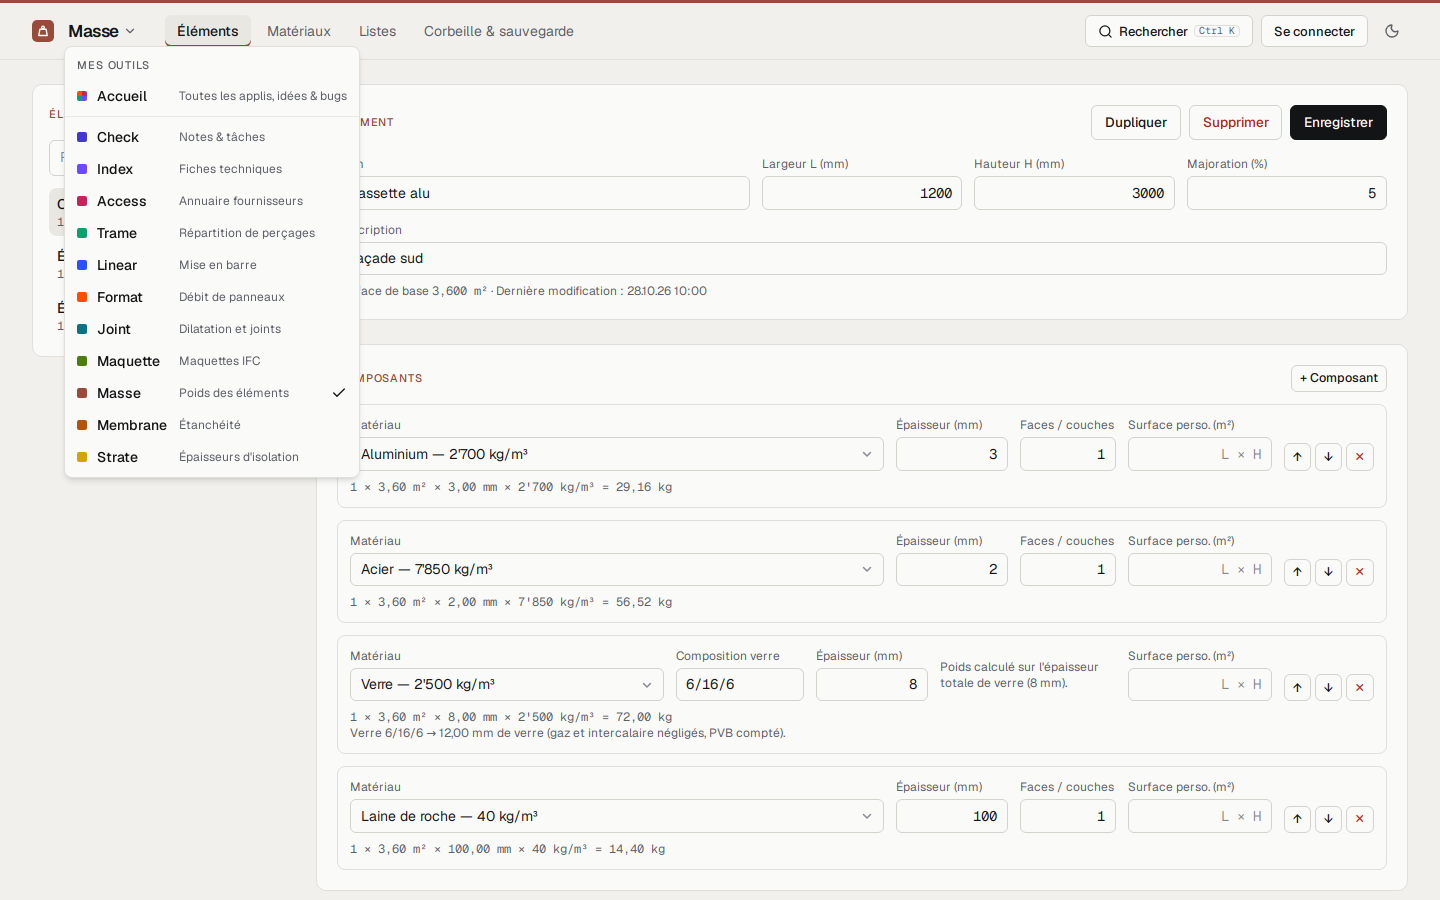 Masse
Éléments
Matériaux
Listes
Corbeille & sauvegarde
Rechercher Ctrl K
Se connecter
MES OUTILS
Accueil Toutes les applis, idées & bugs
Check Notes & tâches
Index Fiches techniques
Access Annuaire fournisseurs
Trame Répartition de perçages
Linear Mise en barre
Format Débit de panneaux
Joint Dilatation et joints
Maquette Maquettes IFC
Masse Poids des éléments
Membrane Étanchéité
Strate Épaisseurs d'isolation
Dupliquer
Supprimer
Enregistrer
Largeur L (mm)
Hauteur H (mm)
Majoration (%)
assette alu
1200
3000
5
cription
açade sud
ace de base 3,600 m² · Dernière modification : 28.10.26 10:00
MPOSANTS
+ Composant
atériau
Épaisseur (mm)
Faces / couches
Surface perso. (m²)
Aluminium — 2'700 kg/m³
3
1
L × H
↑ ↓ ×
1 × 3,60 m² × 3,00 mm × 2'700 kg/m³ = 29,16 kg
Matériau
Épaisseur (mm)
Faces / couches
Surface perso. (m²)
Acier — 7'850 kg/m³
2
1
L × H
↑ ↓ ×
1 × 3,60 m² × 2,00 mm × 7'850 kg/m³ = 56,52 kg
Matériau
Composition verre
Épaisseur (mm)
Poids calculé sur l'épaisseur
totale de verre (8 mm).
Surface perso. (m²)
Verre — 2'500 kg/m³
6/16/6
8
L × H
↑ ↓ ×
1 × 3,60 m² × 8,00 mm × 2'500 kg/m³ = 72,00 kg
Verre 6/16/6 → 12,00 mm de verre (gaz et intercalaire négligés, PVB compté).
Matériau
Épaisseur (mm)
Faces / couches
Surface perso. (m²)
Laine de roche — 40 kg/m³
100
1
L × H
↑ ↓ ×
1 × 3,60 m² × 100,00 mm × 40 kg/m³ = 14,40 kg